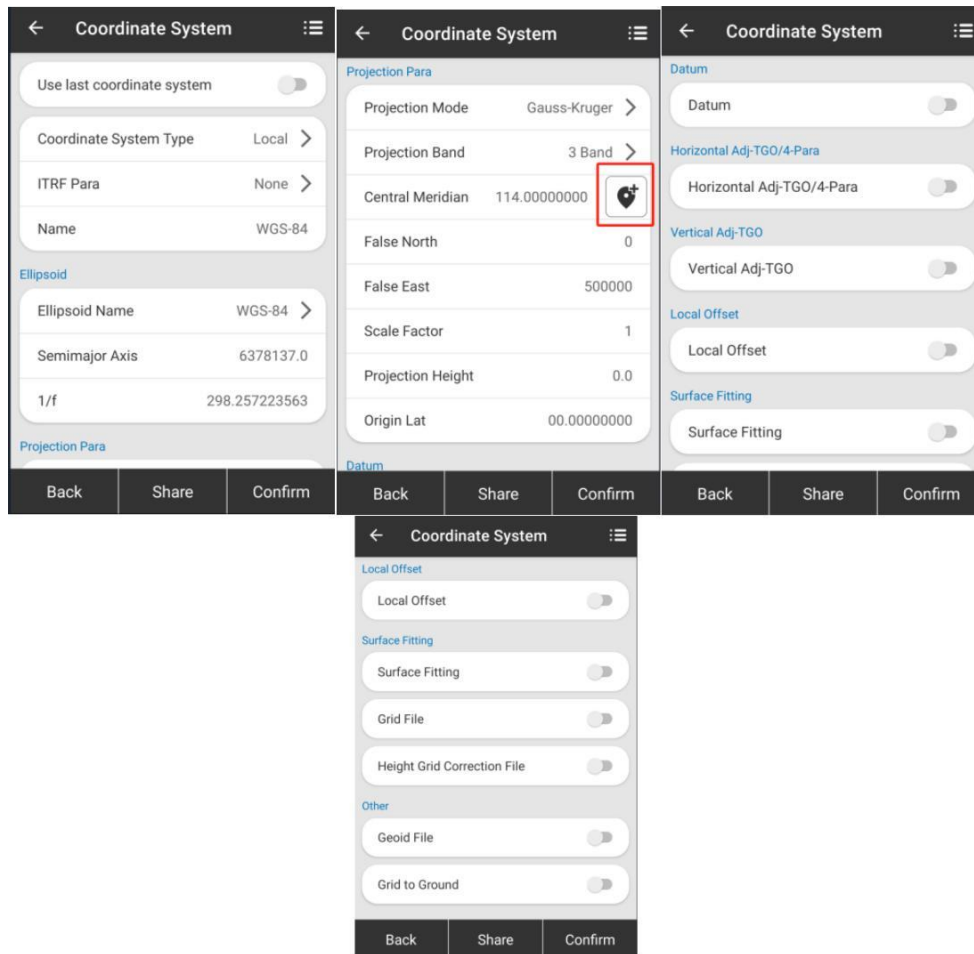 Coordinate System
Use last coordinate system
Coordinate System Type Local
ITRF Para None
Name WGS-84
Ellipsoid
Ellipsoid Name WGS-84
Semimajor Axis 6378137.0
1/f 298.257223563
Projection Para
Back Share Confirm
Coordinate System
Projection Para
Projection Mode Gauss-Kruger
Projection Band 3 Band
Central Meridian 114.00000000
False North 0
False East 500000
Scale Factor 1
Projection Height 0.0
Origin Lat 00.00000000
Datum
Back Share Confirm
Coordinate System
Datum
Datum
Horizontal Adj-TGO/4-Para
Horizontal Adj-TGO/4-Para
Vertical Adj-TGO
Vertical Adj-TGO
Local Offset
Local Offset
Surface Fitting
Surface Fitting
Back Share Confirm
Coordinate System
Local Offset
Local Offset
Surface Fitting
Surface Fitting
Grid File
Height Grid Correction File
Other
Geoid File
Grid to Ground
Back Share Confirm